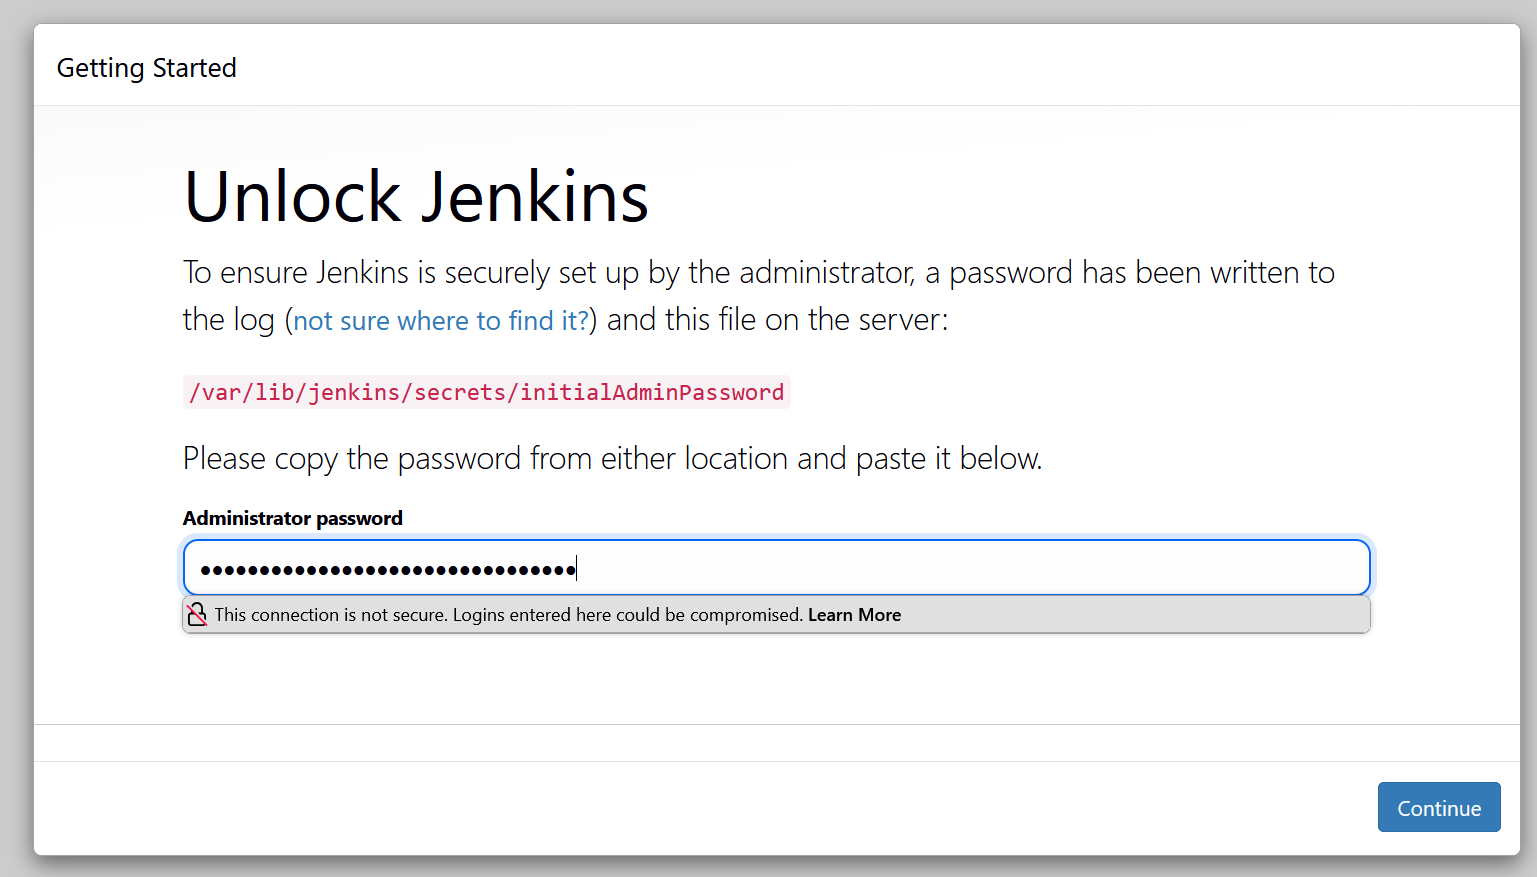 Getting Started
Unlock Jenkins
To ensure Jenkins is securely set up by the administrator, a password has been written to
the log (not sure where to find it?) and this file on the server:
/var/lib/jenkins/secrets/initialAdminPassword
Please copy the password from either location and paste it below.
Administrator password
••••••••••••••••••••••••••••••••
This connection is not secure. Logins entered here could be compromised. Learn More
Continue